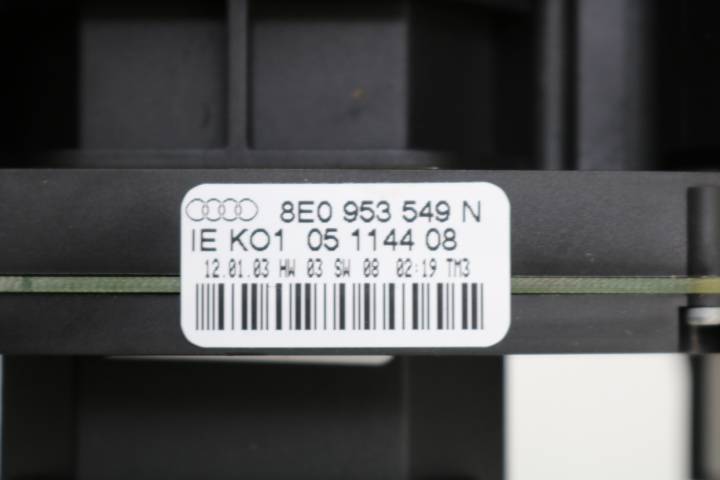 8E0 953 549 N
IE KO1 05 1144 08
12.01.03 HW 03 SW 08 02:19 TM3